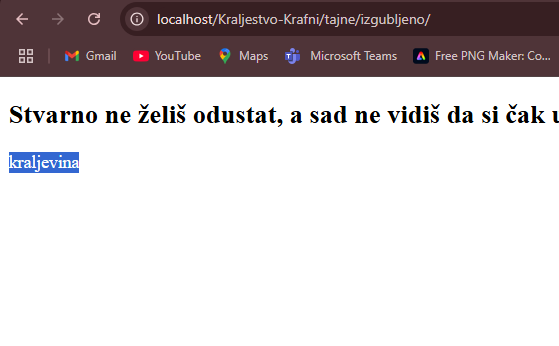 localhost/Kraljestvo-Krafni/tajne/izgubljeno/
Gmail YouTube Maps Microsoft Teams Free PNG Maker: Co...
Stvarno ne želiš odustat, a sad ne vidiš da si čak
kraljevina